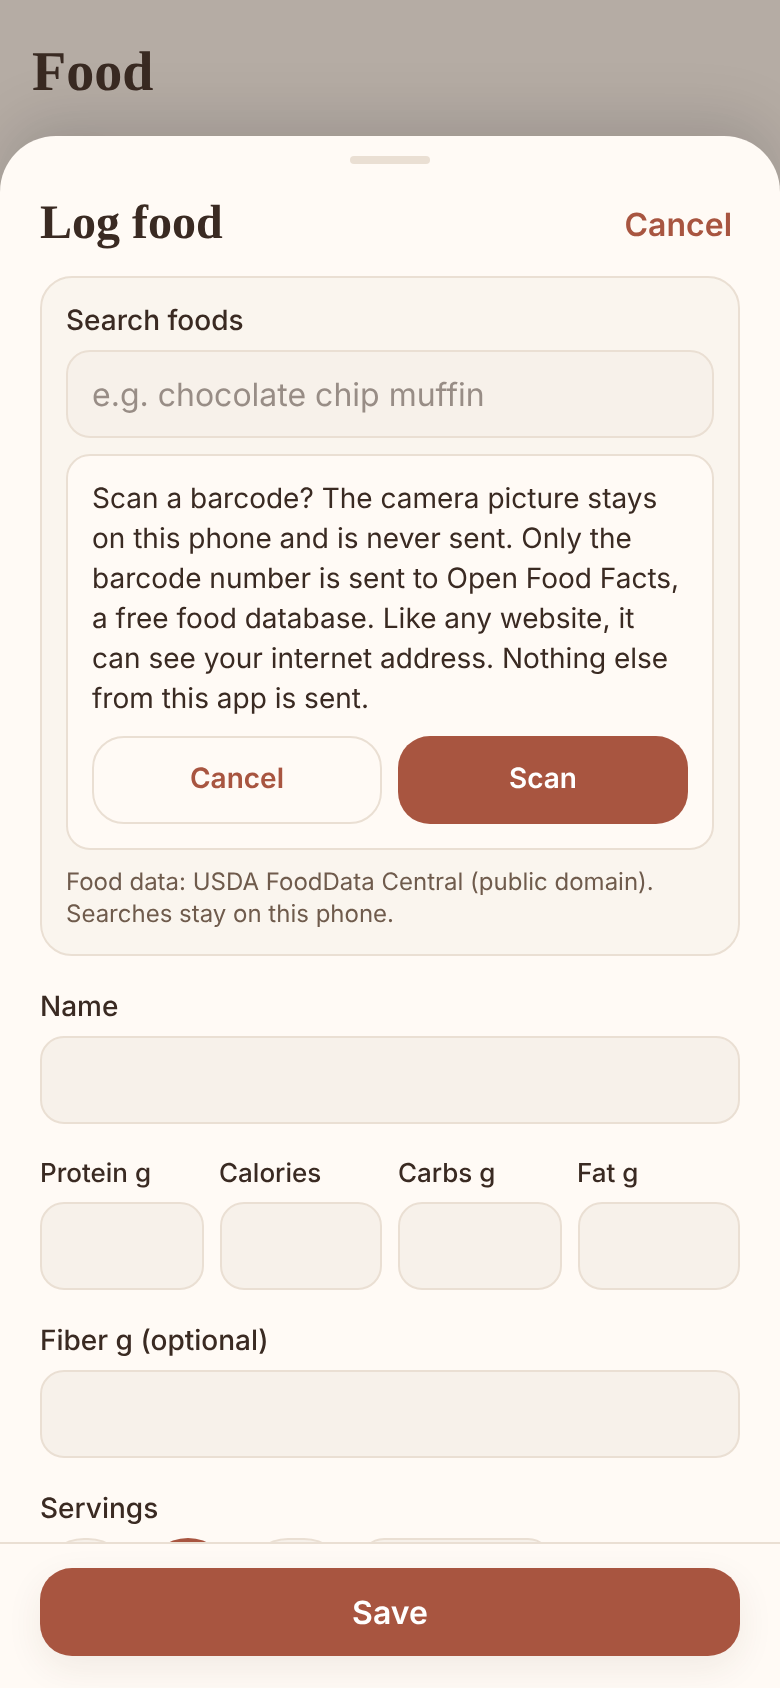 Food
Log food
Cancel
Search foods
e.g. chocolate chip muffin
Scan a barcode? The camera picture stays
on this phone and is never sent. Only the
barcode number is sent to Open Food Facts,
a free food database. Like any website, it
can see your internet address. Nothing else
from this app is sent.
Cancel
Scan
Food data: USDA FoodData Central (public domain).
Searches stay on this phone.
Name
Protein g
Calories
Carbs g
Fat g
Fiber g (optional)
Servings
Save